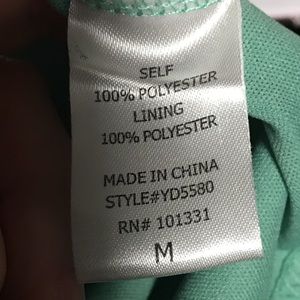 SELF
100% POLYESTER
LINING
100% POLYESTER
MADE IN CHINA
STYLE#YD5580
RN# 101331
M